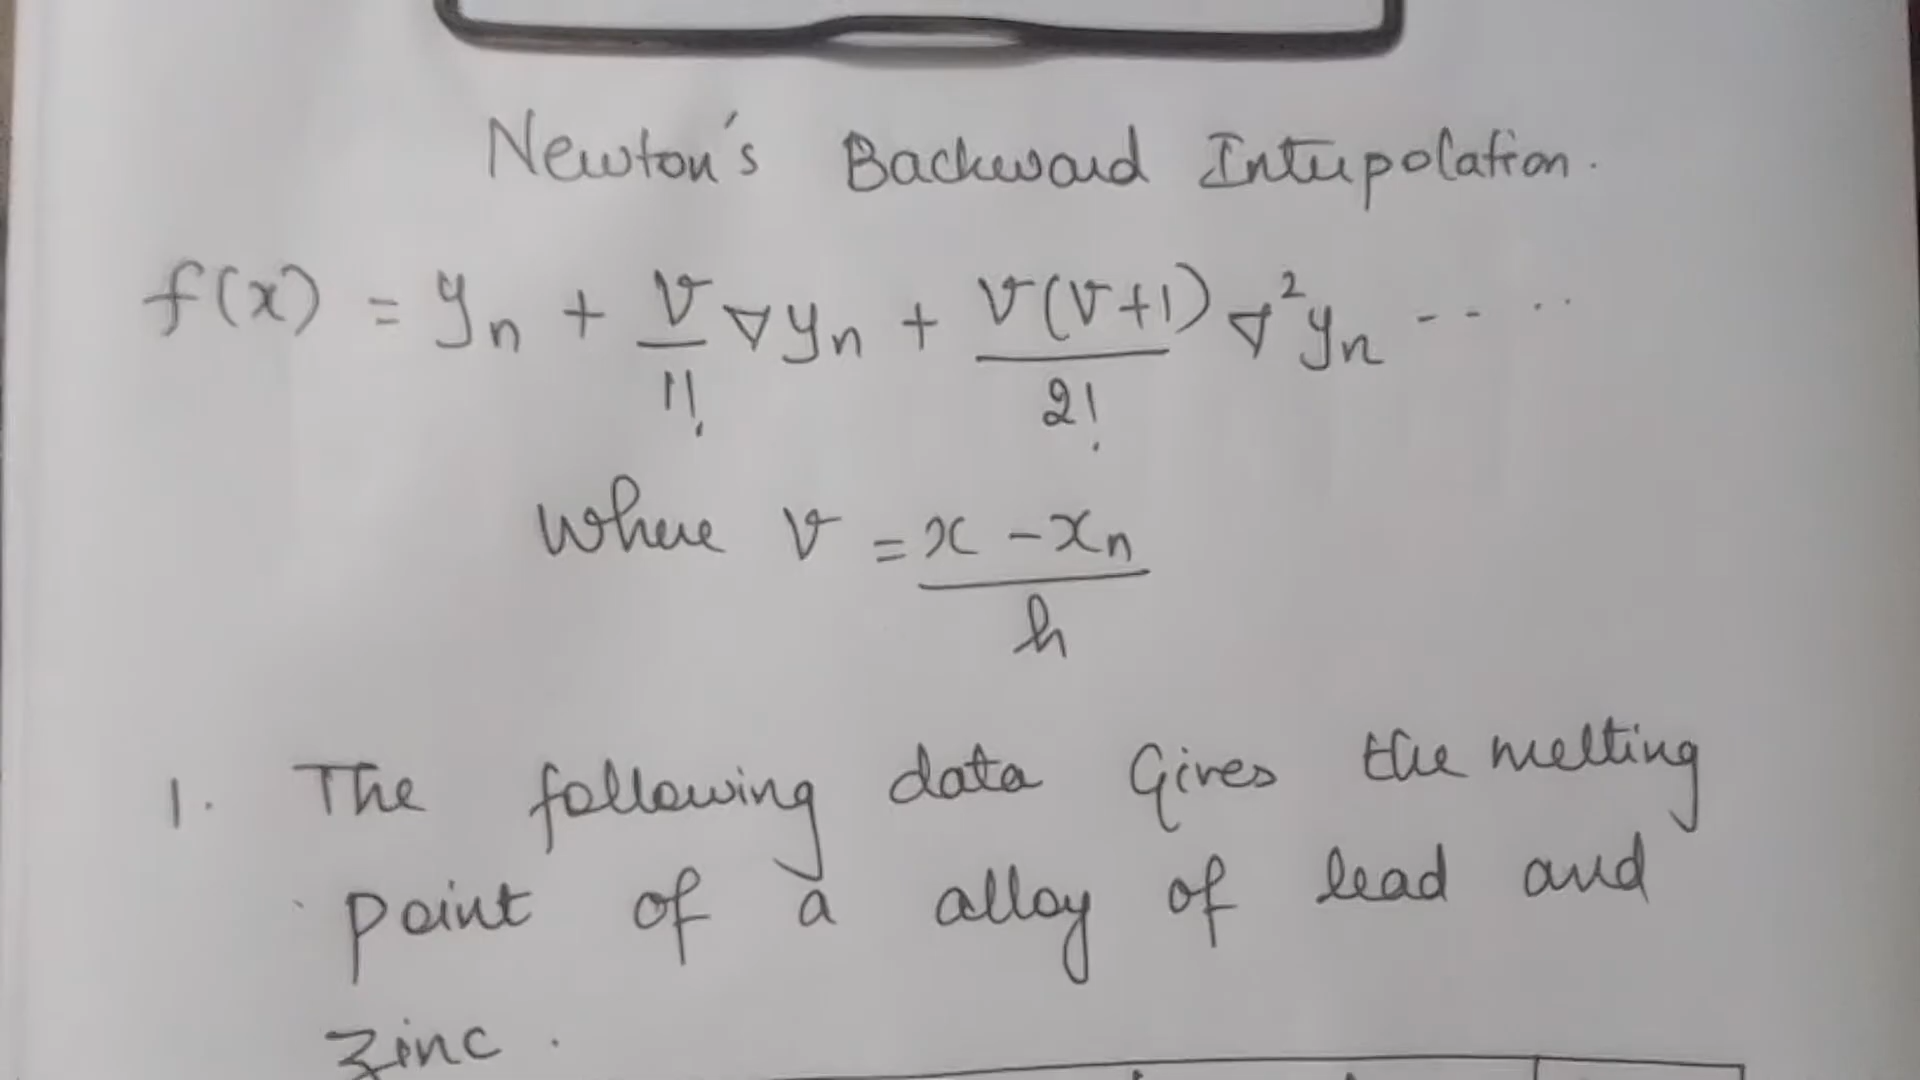 Newton's Backward Interpolation.
f(x) = yn + v/1! ∇yn + v(v+1)/2! ∇²yn -- ..
where v = x - xn / h
1. The following data Gives the melting
point of a alloy of lead and
zinc.